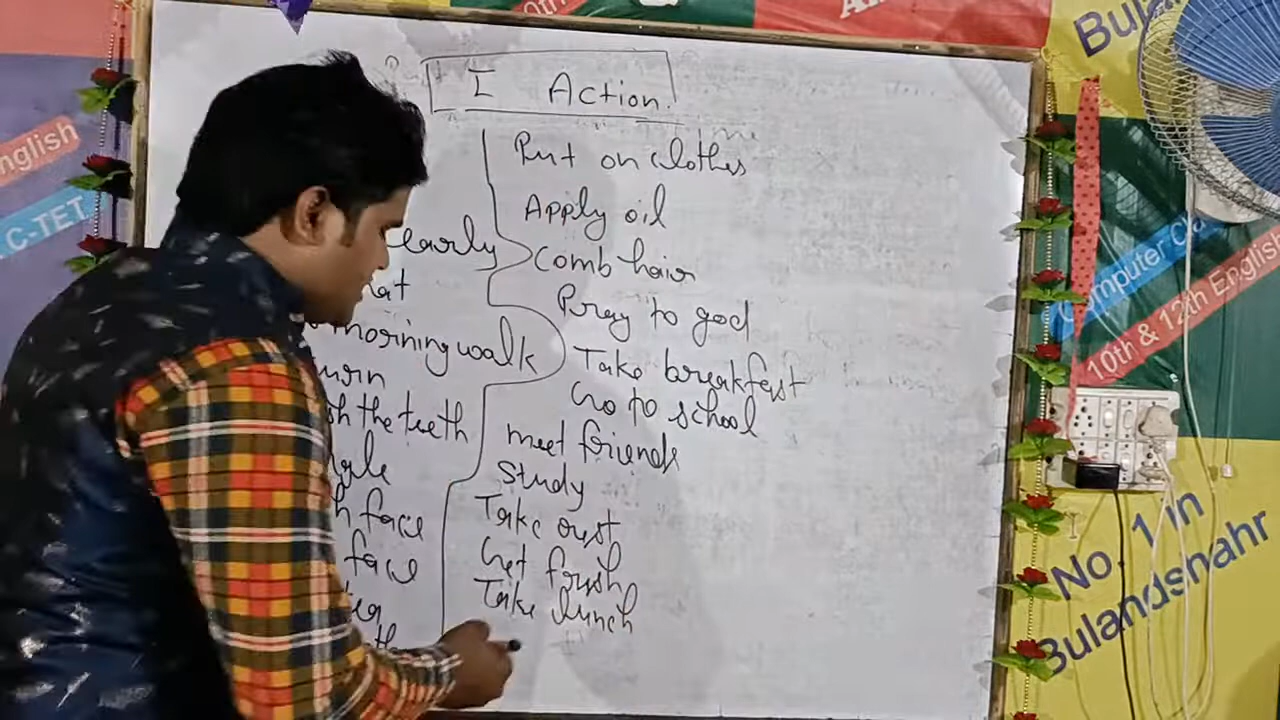 I Action.
Put on clothes
Apply oil
Comb hair
Pray to god
Take breakfast
Go to school
meet friends
Study
Take rest
Get fresh
Take lunch
early
morning walk
the teeth
face
face
English
C-TET
10th
Computer Cla
10th & 12th English
No. 1 in
Bulandshahr